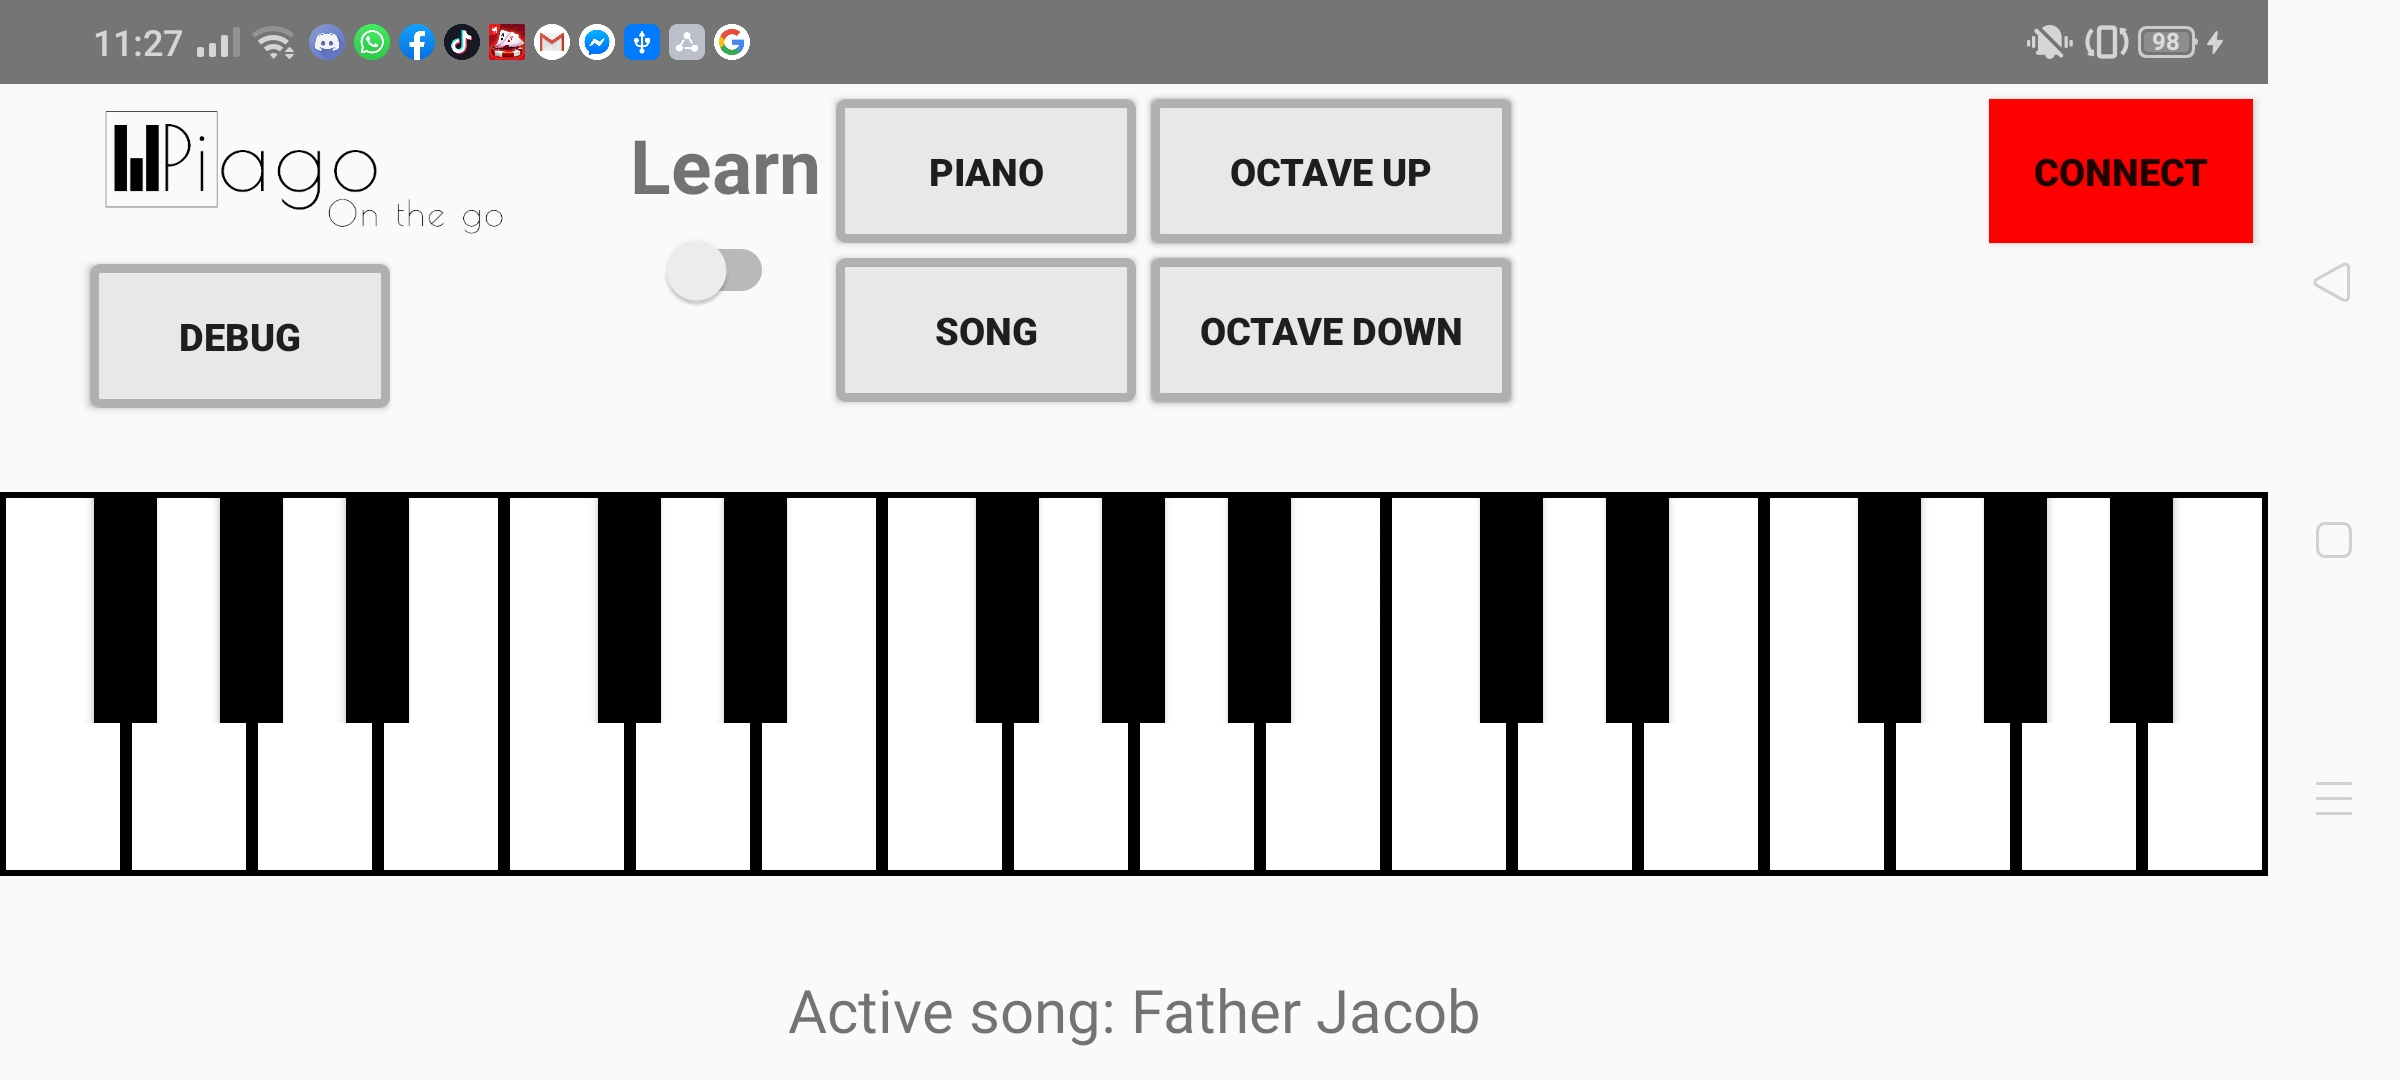 11:27
98
Piago
On the go
Learn
PIANO
OCTAVE UP
CONNECT
DEBUG
SONG
OCTAVE DOWN
Active song: Father Jacob